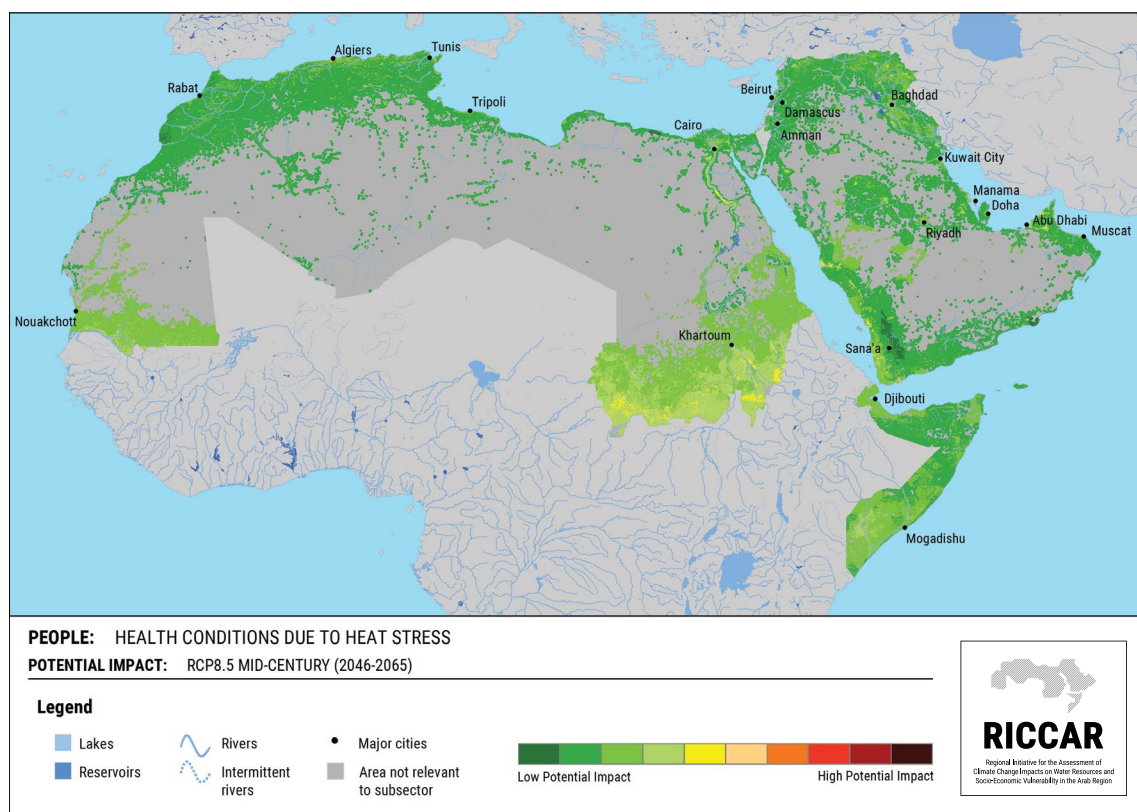 Algiers
Tunis
Rabat
Tripoli
Beirut
Damascus
Baghdad
Cairo
Amman
Kuwait City
Manama
Doha
Abu Dhabi
Riyadh
Muscat
Nouakchott
Khartoum
Sana'a
Djibouti
Mogadishu
PEOPLE: HEALTH CONDITIONS DUE TO HEAT STRESS
POTENTIAL IMPACT: RCP8.5 MID-CENTURY (2046-2065)
Legend
Lakes
Reservoirs
Rivers
Intermittent
rivers
Major cities
Area not relevant
to subsector
Low Potential Impact
High Potential Impact
RICCAR
Regional Initiative for the Assessment of
Climate Change Impacts on Water Resources and
Socio-Economic Vulnerability in the Arab Region